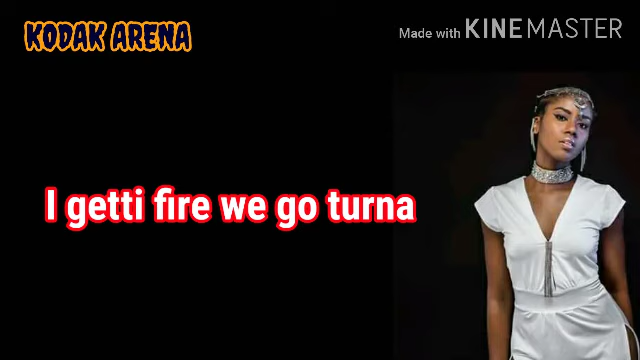 KODAK ARENA
Made with KINEMASTER
I getti fire we go turna